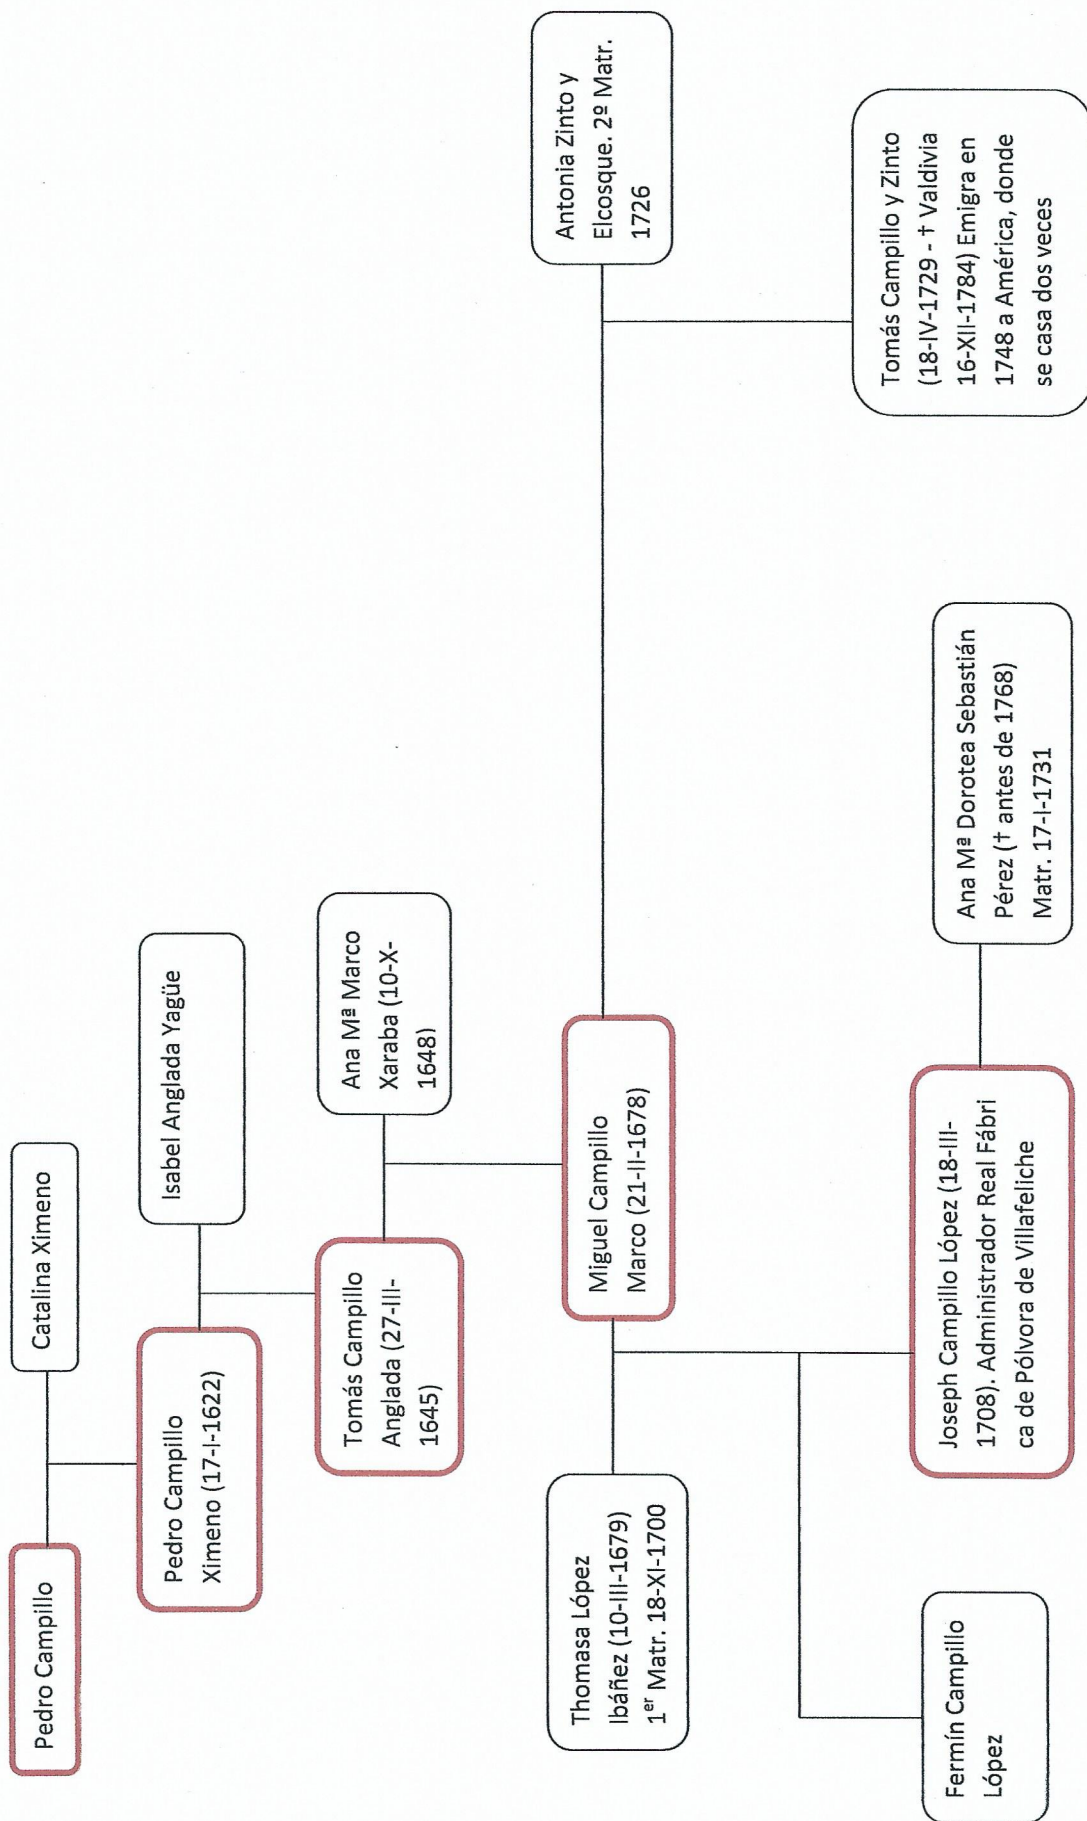 Pedro Campillo
Catalina Ximeno
Pedro Campillo
Ximeno (17-I-1622)
Isabel Anglada Yagüe
Tomás Campillo
Anglada (27-III-
1645)
Ana Mª Marco
Xaraba (10-X-
1648)
Thomasa López
Ibáñez (10-III-1679)
1er Matr. 18-XI-1700
Miguel Campillo
Marco (21-II-1678)
Antonia Zinto y
Elcosque. 2º Matr.
1726
Fermín Campillo
López
Joseph Campillo López (18-III-
1708). Administrador Real Fábri
ca de Pólvora de Villafeliche
Ana Mª Dorotea Sebastián
Pérez († antes de 1768)
Matr. 17-I-1731
Tomás Campillo y Zinto
(18-IV-1729 - † Valdivia
16-XII-1784) Emigra en
1748 a América, donde
se casa dos veces